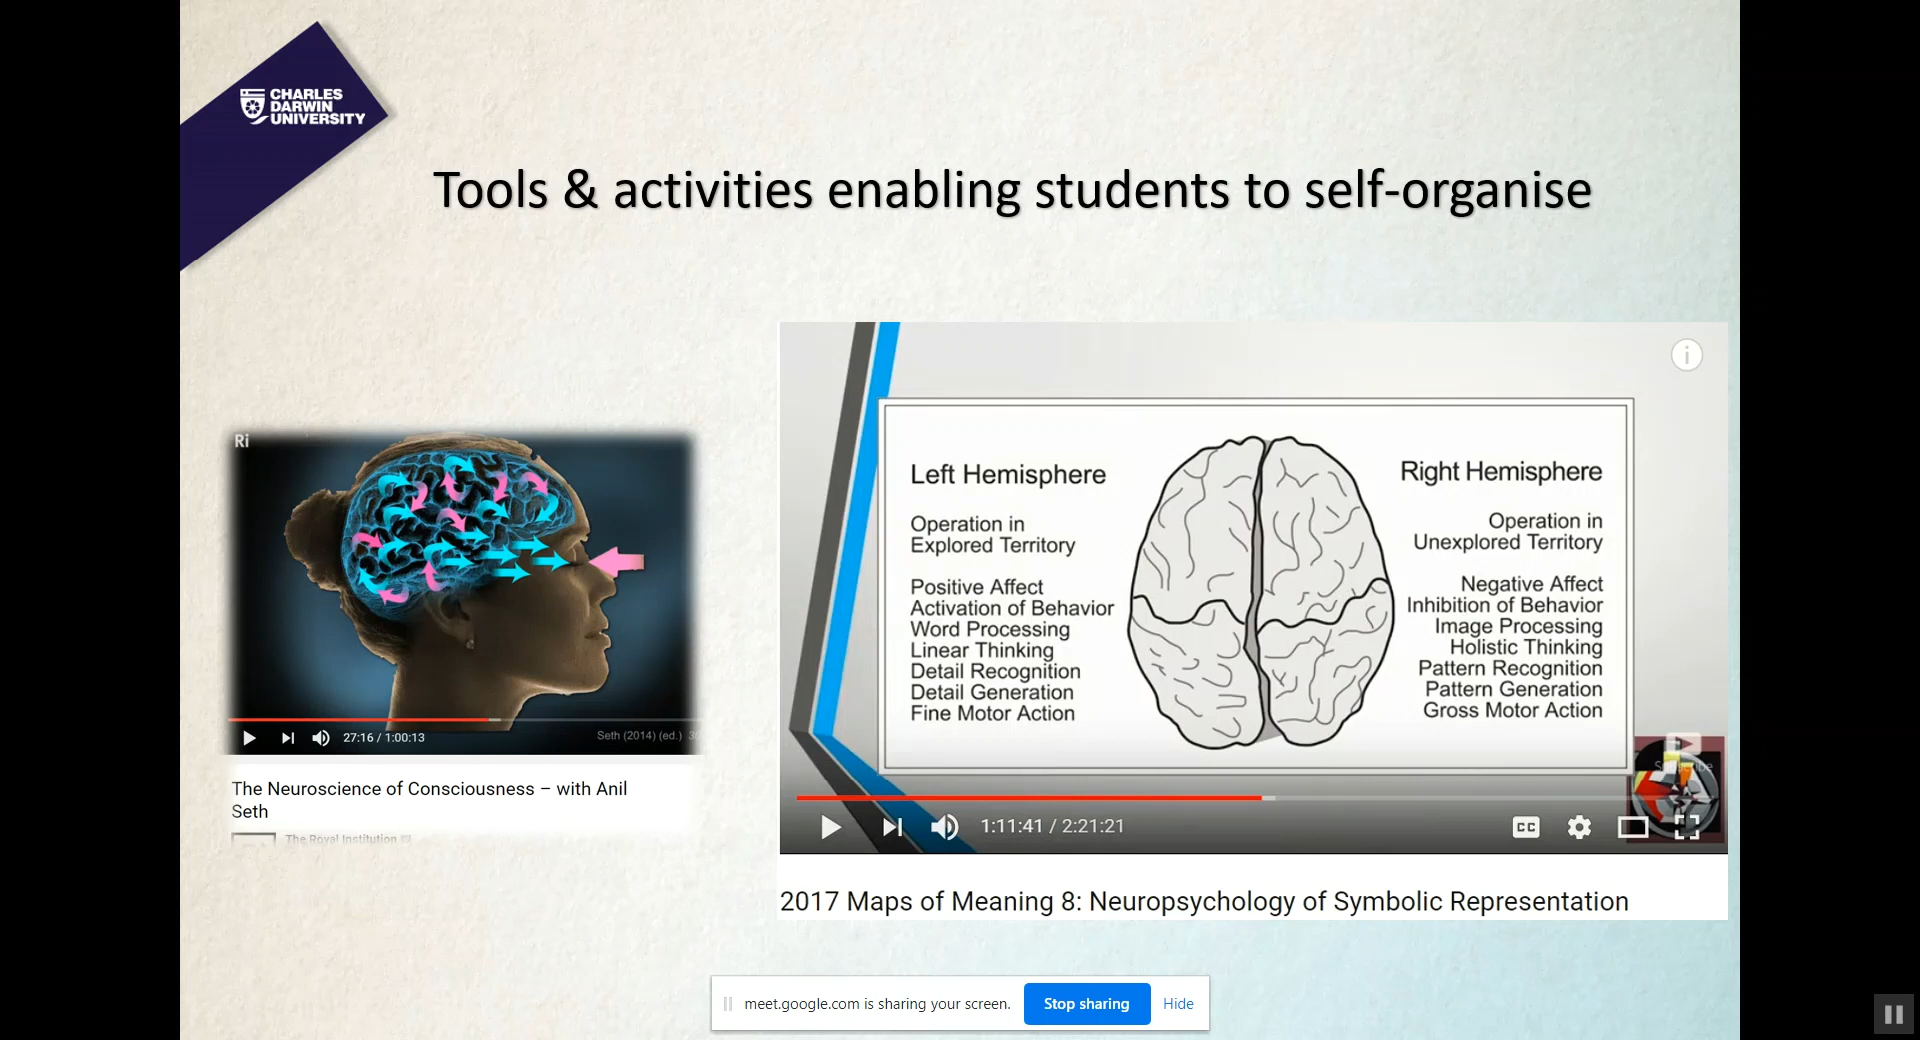 CHARLES
DARWIN
UNIVERSITY
Tools & activities enabling students to self-organise
Ri
27:16 / 1:00:13
Seth (2014) (ed.)
The Neuroscience of Consciousness – with Anil
Seth
The Royal Institution
Left Hemisphere
Operation in
Explored Territory
Positive Affect
Activation of Behavior
Word Processing
Linear Thinking
Detail Recognition
Detail Generation
Fine Motor Action
Right Hemisphere
Operation in
Unexplored Territory
Negative Affect
Inhibition of Behavior
Image Processing
Holistic Thinking
Pattern Recognition
Pattern Generation
Gross Motor Action
i
1:11:41 / 2:21:21
CC
2017 Maps of Meaning 8: Neuropsychology of Symbolic Representation
meet.google.com is sharing your screen.
Stop sharing
Hide